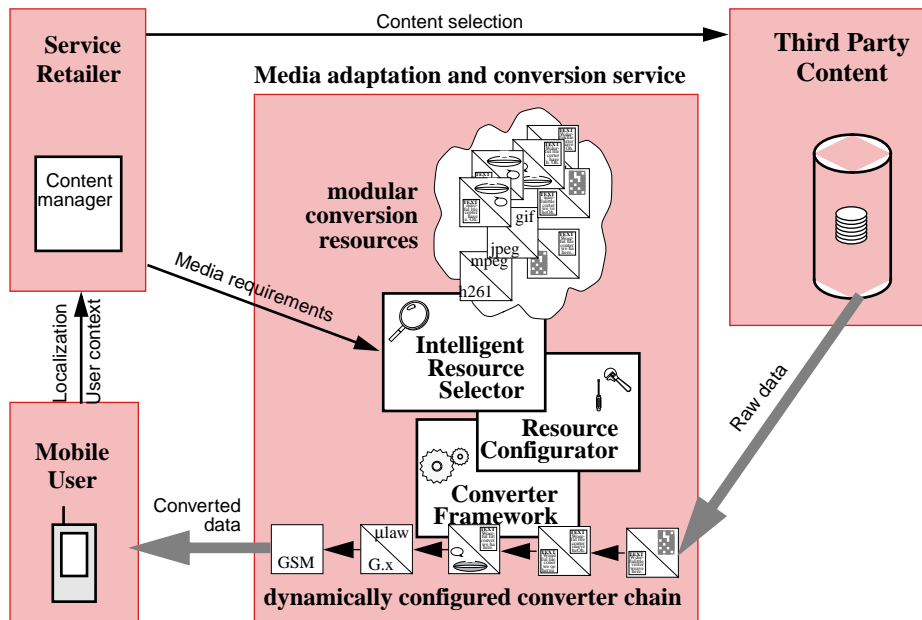 Content selection
Service
Retailer
Content
manager
Third Party
Content
Media adaptation and conversion service
modular
conversion
resources
gif
jpeg
mpeg
h261
Media requirements
Localization
User context
Intelligent
Resource
Selector
Resource
Configurator
Converter
Framework
Raw data
Mobile
User
Converted
data
GSM
µlaw
G.x
dynamically configured converter chain